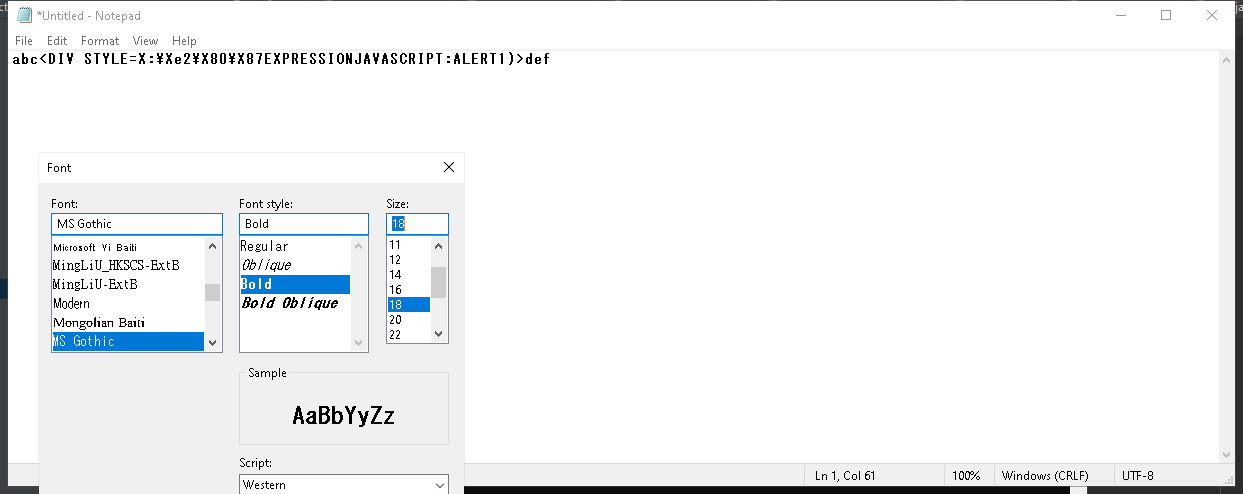 *Untitled - Notepad
File Edit Format View Help
abc<DIV STYLE=X:¥Xe2¥X80¥X87EXPRESSIONJAVASCRIPT:ALERT1)>def
Font
Font: Font style: Size:
MS Gothic Bold 18
Microsoft Yi Baiti Regular 11
MingLiU_HKSCS-ExtB Oblique 12
MingLiU-ExtB Bold 14
Modern Bold Oblique 16
Mongolian Baiti 18
MS Gothic 20
22
Sample
AaBbYyZz
Script:
Western
Ln 1, Col 61 100% Windows (CRLF) UTF-8